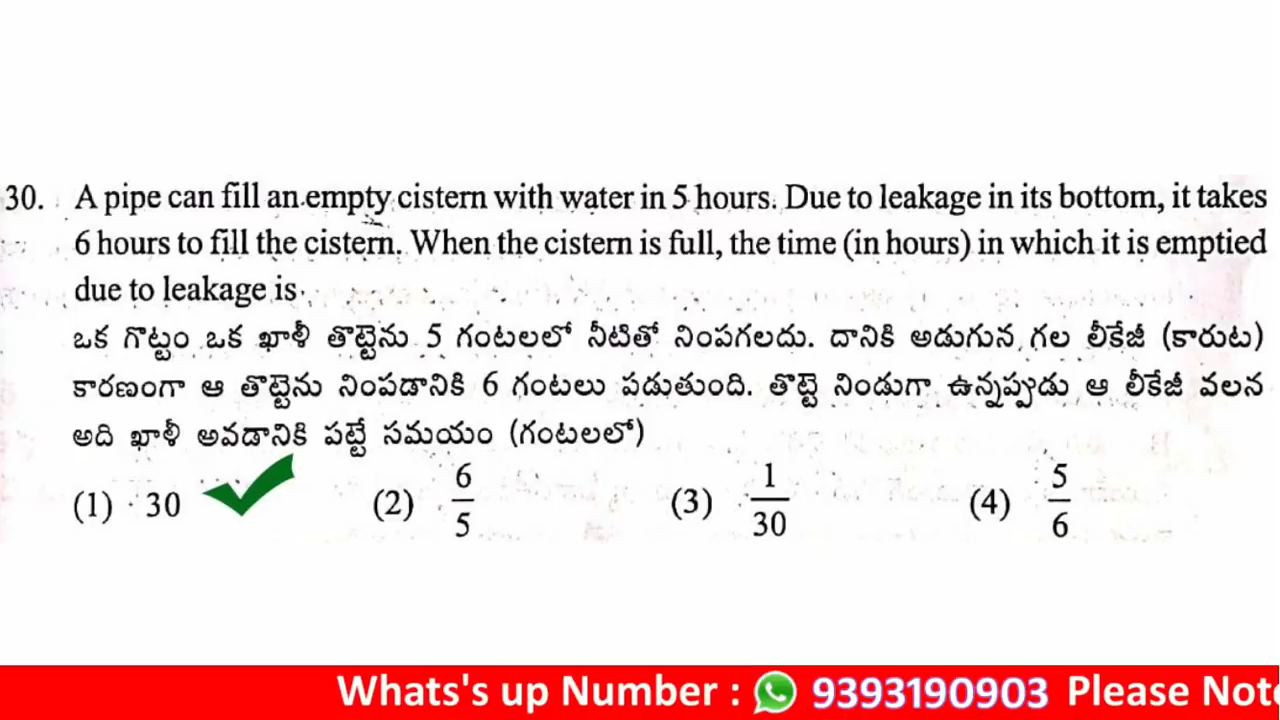 30. A pipe can fill an empty cistern with water in 5 hours. Due to leakage in its bottom, it takes
6 hours to fill the cistern. When the cistern is full, the time (in hours) in which it is emptied
due to leakage is
ఒక గొట్టం ఒక ఖాళీ తొట్టెను 5 గంటలలో నీటితో నింపగలదు. దానికి అడుగున గల లీకేజీ (కారుట)
కారణంగా ఆ తొట్టెను నింపడానికి 6 గంటలు పడుతుంది. తొట్టె నిండుగా ఉన్నప్పుడు ఆ లీకేజీ వలన
అది ఖాళీ అవడానికి పట్టే సమయం (గంటలలో)
(1) 30 (2) 6/5 (3) 1/30 (4) 5/6
Whats's up Number : 9393190903 Please Note